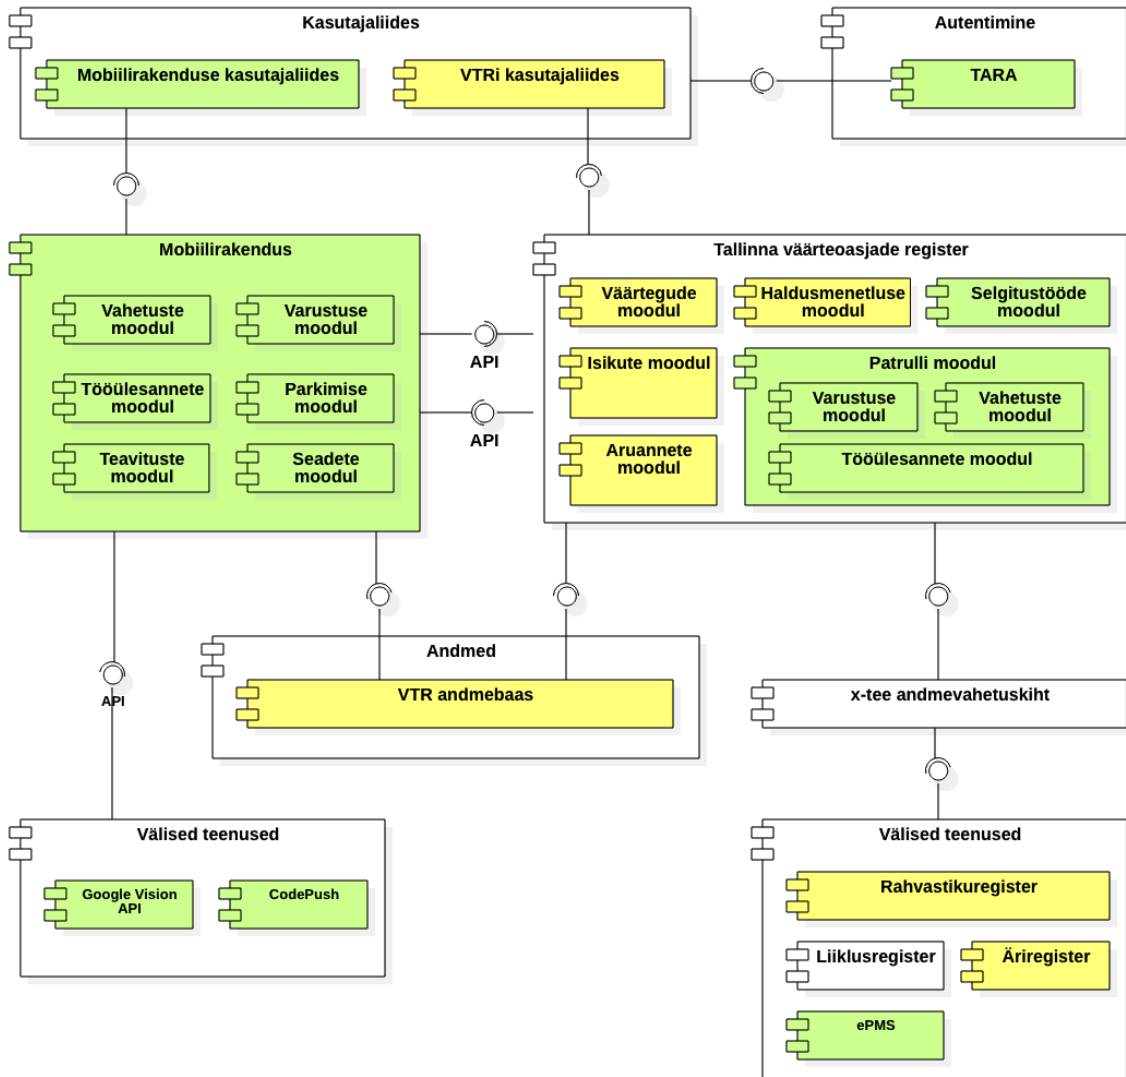 Kasutajaliides
Mobiilirakenduse kasutajaliides
VTRi kasutajaliides
Autentimine
TARA
Mobiilirakendus
Vahetuste
moodul
Varustuse
moodul
Tööülesannete
moodul
Parkimise
moodul
Teavituste
moodul
Seadete
moodul
API
API
Tallinna väärteoasjade register
Väärtegude
moodul
Haldusmenetluse
moodul
Selgitustööde
moodul
Isikute moodul
Patrulli moodul
Varustuse
moodul
Vahetuste
moodul
Aruannete
moodul
Tööülesannete moodul
API
Andmed
VTR andmebaas
x-tee andmevahetuskiht
Välised teenused
Google Vision
API
CodePush
Välised teenused
Rahvastikuregister
Liiklusregister
Äriregister
ePMS